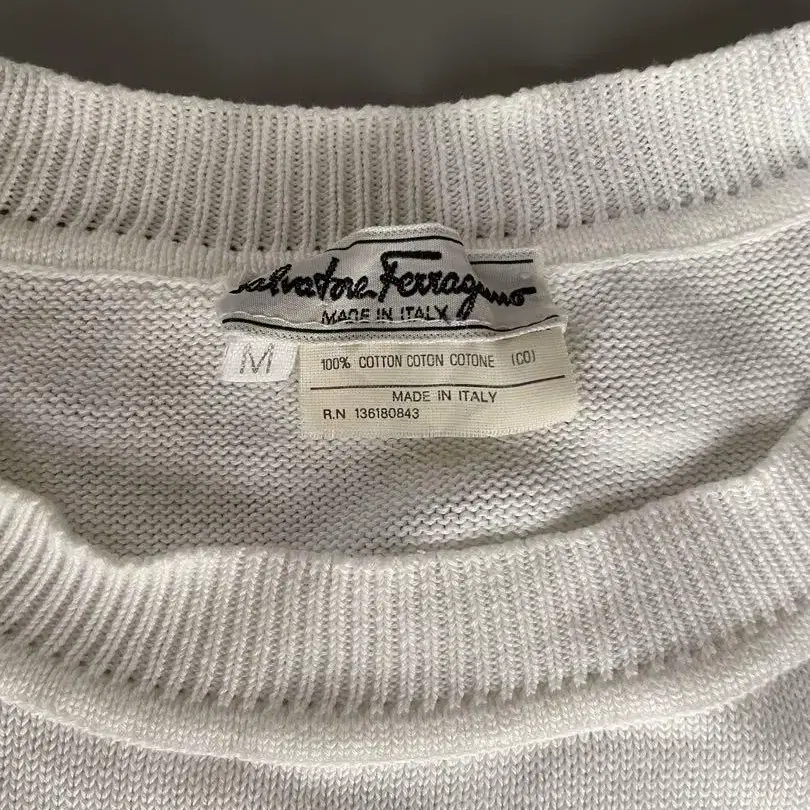 Salvatore Ferragamo
MADE IN ITALY
M
100% COTTON COTON COTONE (CO)
MADE IN ITALY
R.N 136180843